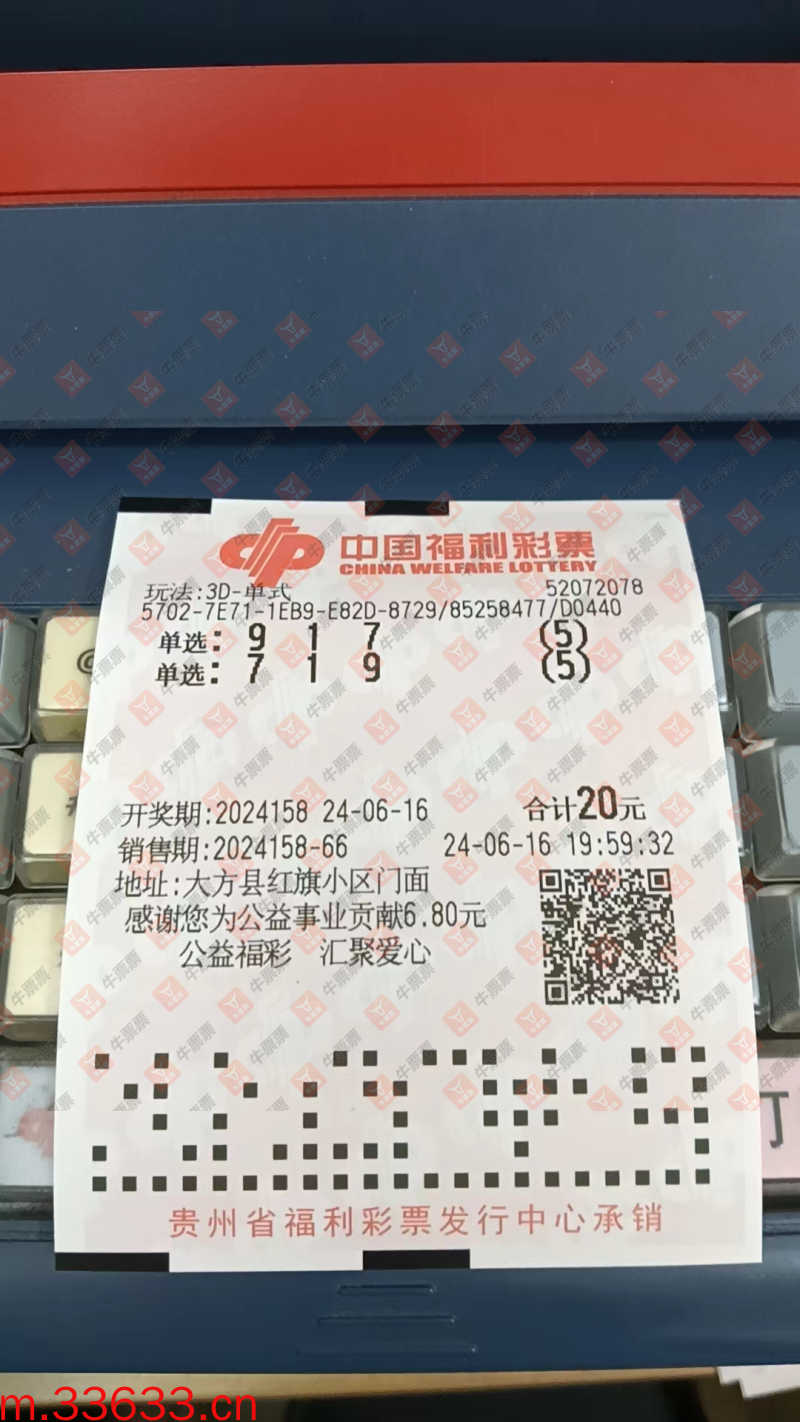 中国福利彩票
CHINA WELFARE LOTTERY
玩法:3D-单式 52072078
5702-7E71-1EB9-E82D-8729/85258477/D0440
单选: 9 1 7 (5)
单选: 7 1 9 (5)
开奖期:2024158 24-06-16 合计20元
销售期:2024158-66 24-06-16 19:59:32
地址:大方县红旗小区门面
感谢您为公益事业贡献6.80元
公益福彩 汇聚爱心
贵州省福利彩票发行中心承销
牛票票
m.33633.cn